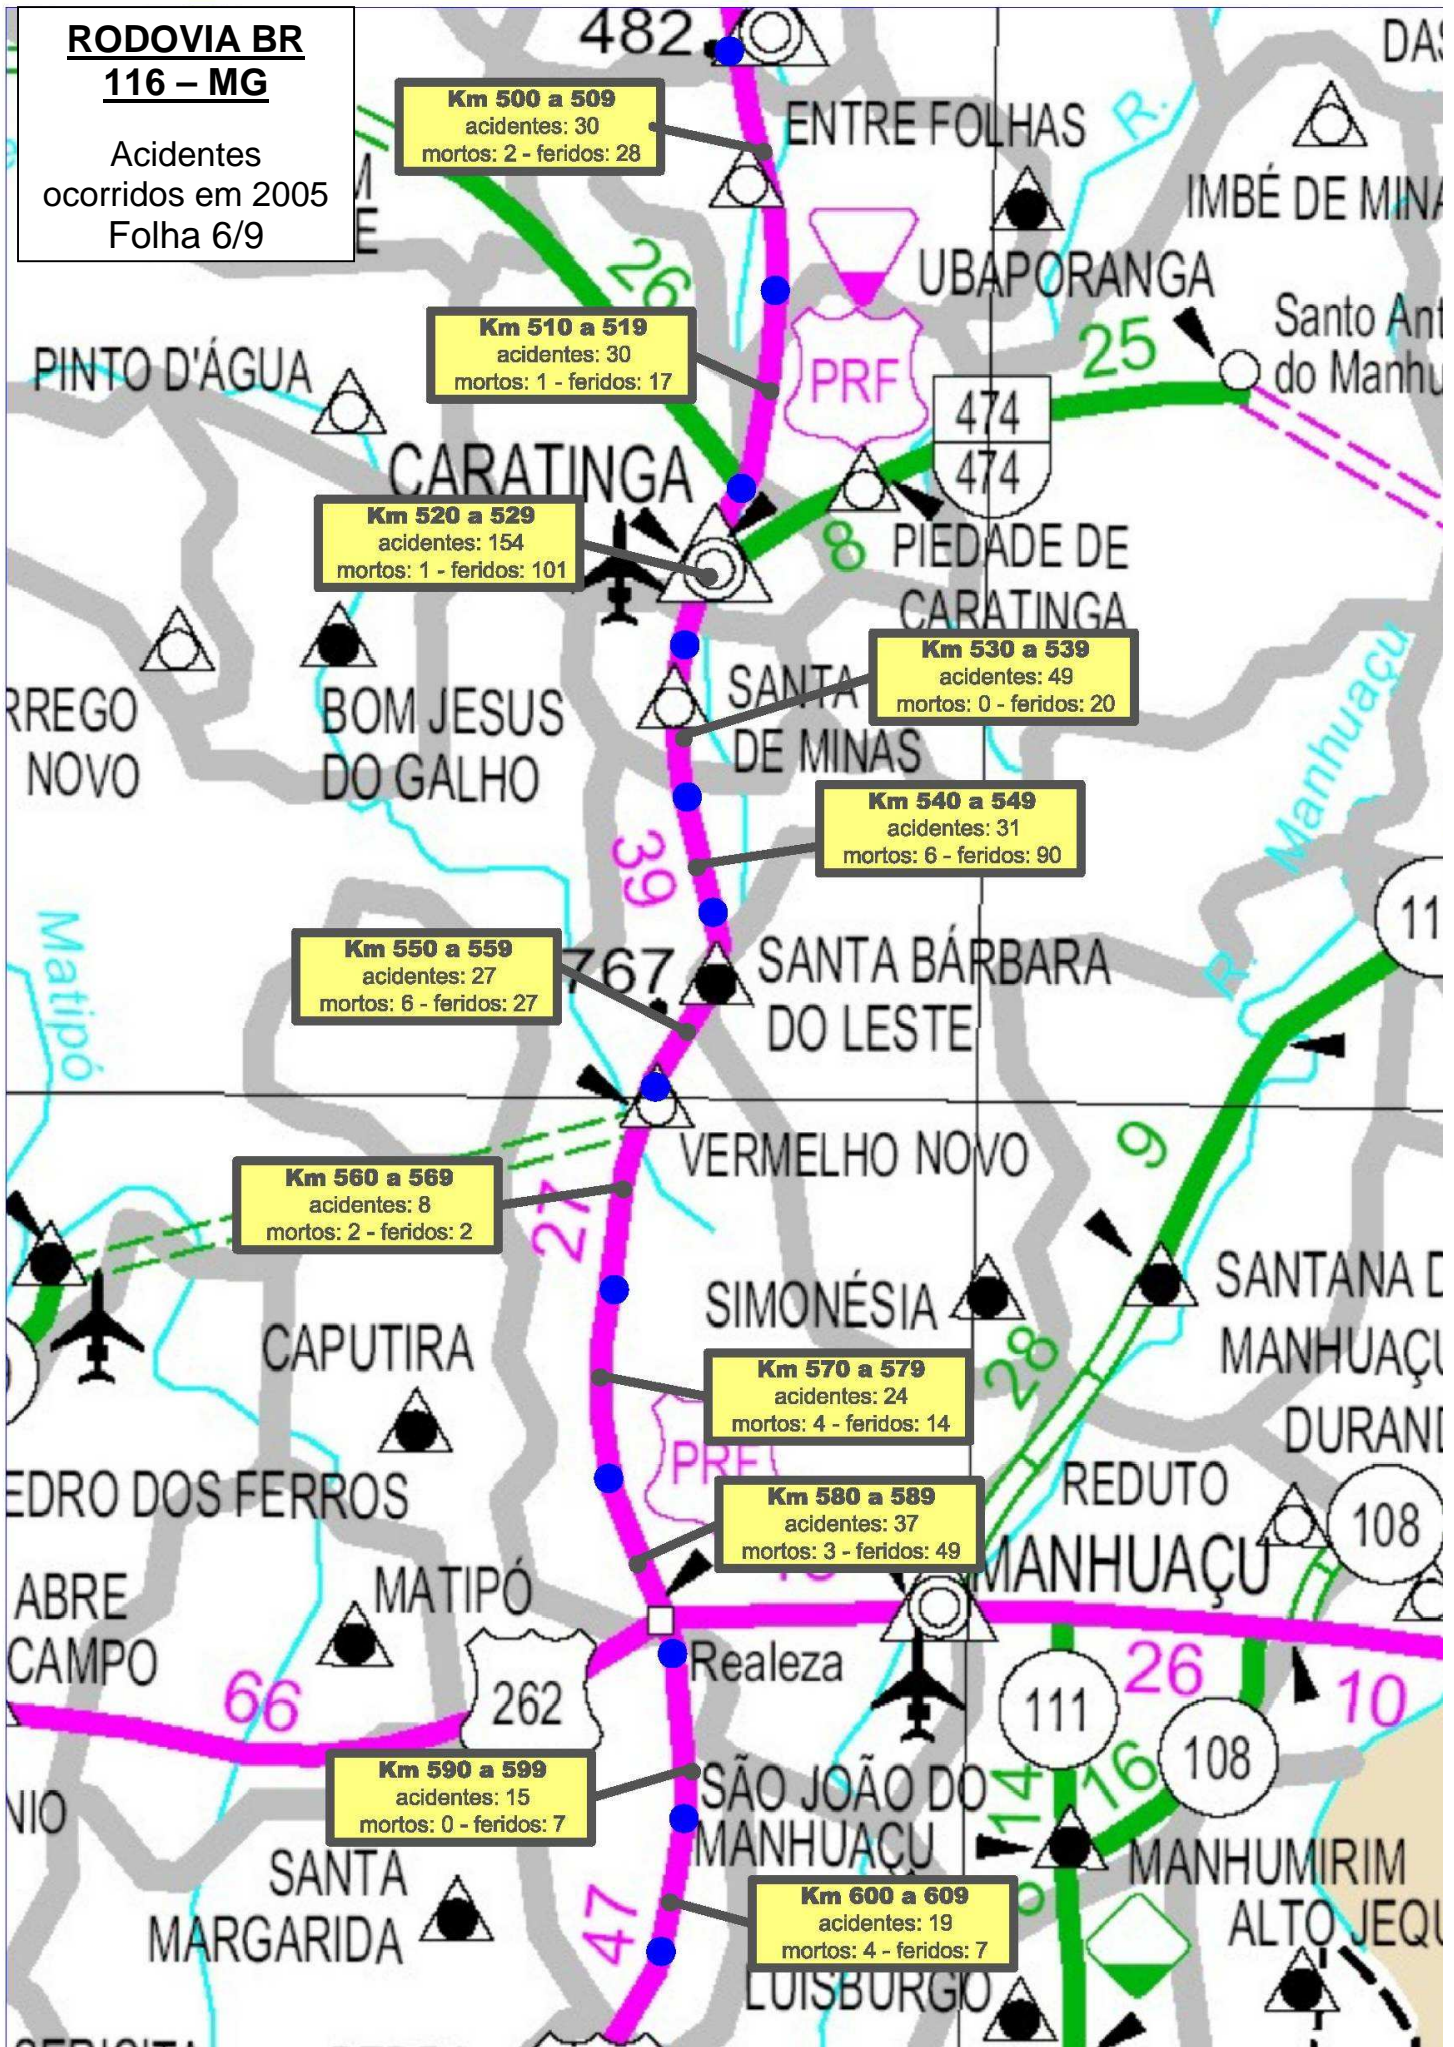 RODOVIA BR
116 – MG
Acidentes
ocorridos em 2005
Folha 6/9
482
Km 500 a 509
acidentes: 30
mortos: 2 - feridos: 28
ENTRE FOLHAS
R.
DAS
IMBÉ DE MINA
M
E
26
UBAPORANGA
Santo Ant
do Manhu
25
Km 510 a 519
acidentes: 30
mortos: 1 - feridos: 17
PRF
474
474
PINTO D'ÁGUA
CARATINGA
Km 520 a 529
acidentes: 154
mortos: 1 - feridos: 101
8
PIEDADE DE
CARATINGA
Km 530 a 539
acidentes: 49
mortos: 0 - feridos: 20
RREGO
NOVO
BOM JESUS
DO GALHO
SANTA
DE MINAS
Manhuaçu
R.
Km 540 a 549
acidentes: 31
mortos: 6 - feridos: 90
39
11
Matipó
Km 550 a 559
acidentes: 27
mortos: 6 - feridos: 27
767
SANTA BÁRBARA
DO LESTE
VERMELHO NOVO
9
Km 560 a 569
acidentes: 8
mortos: 2 - feridos: 2
27
SIMONÉSIA
SANTANA D
MANHUAÇU
CAPUTIRA
28
Km 570 a 579
acidentes: 24
mortos: 4 - feridos: 14
PRF
DURAND
EDRO DOS FERROS
REDUTO
Km 580 a 589
acidentes: 37
mortos: 3 - feridos: 49
108
MANHUAÇU
ABRE
CAMPO
MATIPÓ
66
262
Realeza
111
26
10
108
Km 590 a 599
acidentes: 15
mortos: 0 - feridos: 7
SÃO JOÃO DO
MANHUAÇU
14
16
NIO
SANTA
MARGARIDA
47
Km 600 a 609
acidentes: 19
mortos: 4 - feridos: 7
MANHUMIRIM
ALTO JEQU
LUISBURGO